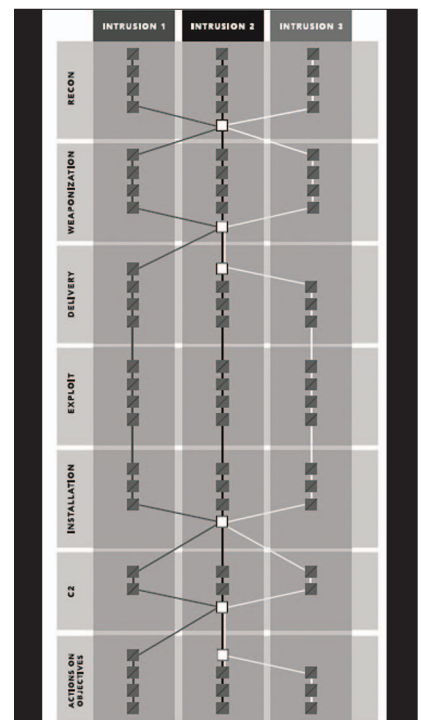 INTRUSION 1
INTRUSION 2
INTRUSION 3
RECON
WEAPONIZATION
DELIVERY
EXPLOIT
INSTALLATION
C2
ACTIONS ON
OBJECTIVES